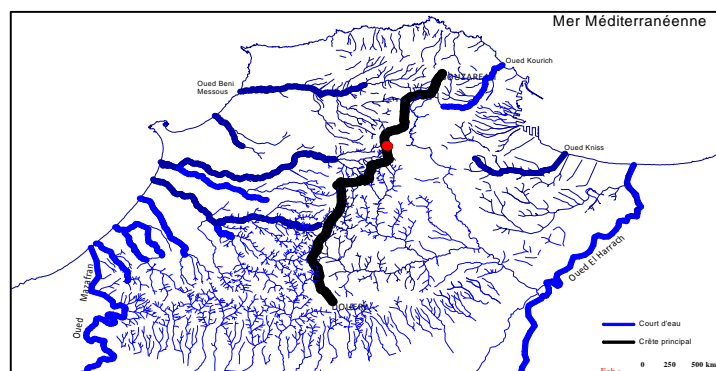 Mer Méditerranéenne
Oued Kourich
Oued Beni
Messous
Oued Kniss
Oued El Harrach
Oued Mazafran
Court d'eau
Crête principal
0 250 500 km